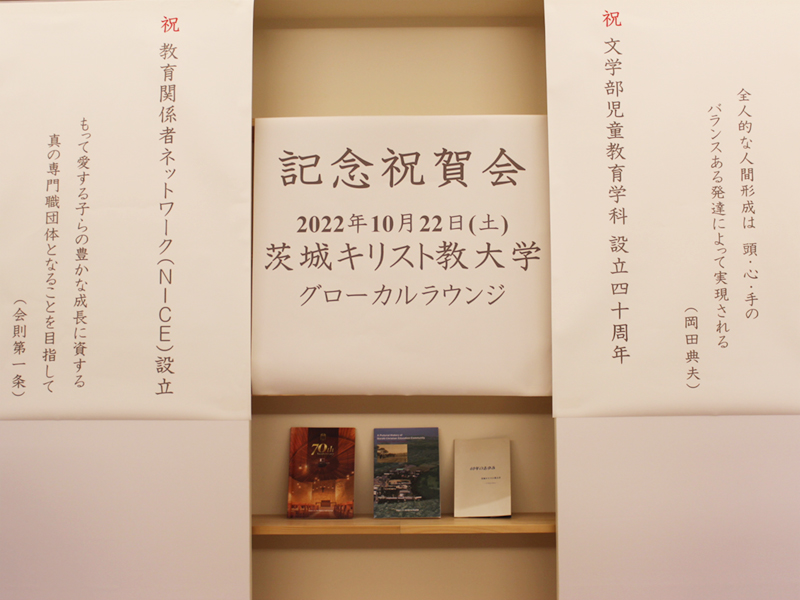 祝 文学部児童教育学科 設立四十周年
全人的な人間形成は 頭・心・手の
バランスある発達によって実現される
(岡田典夫)
記念祝賀会
2022年10月22日(土)
茨城キリスト教大学
グローカルラウンジ
祝 教育関係者ネットワーク(NICE)設立
もって愛する子らの豊かな成長に資する
真の専門職団体となることを目指して
(会則第一条)
70th